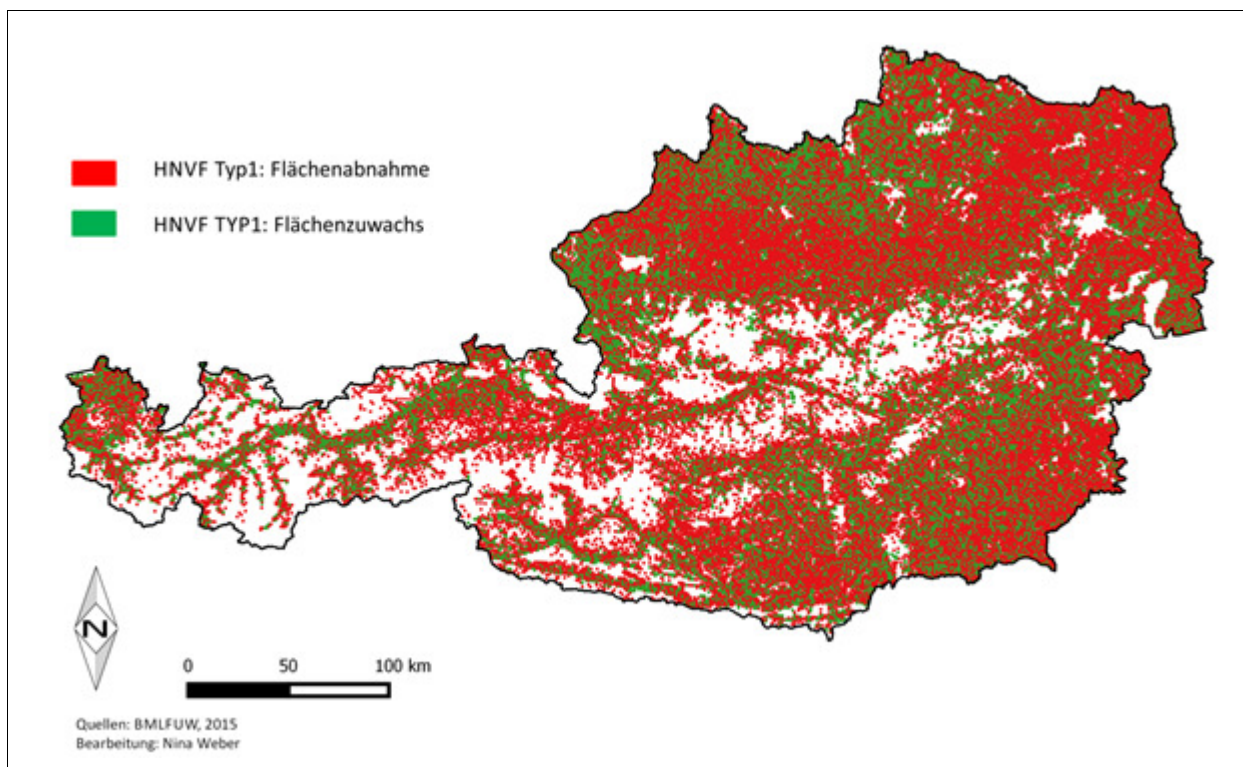 HNVF Typ1: Flächenabnahme
HNVF TYP1: Flächenzuwachs
N
0 50 100 km
Quellen: BMLFUW, 2015
Bearbeitung: Nina Weber